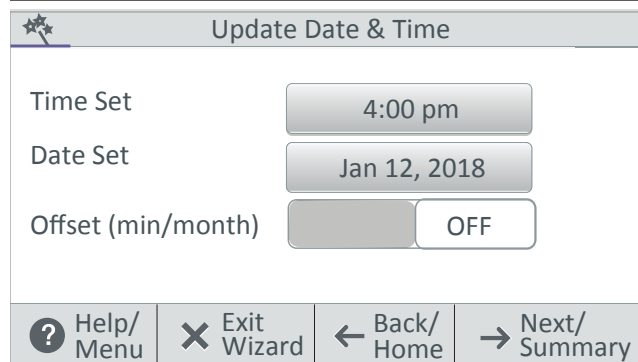 Update Date & Time
Time Set
4:00 pm
Date Set
Jan 12, 2018
Offset (min/month)
OFF
? Help/
Menu
Exit
Wizard
Back/
Home
Next/
Summary